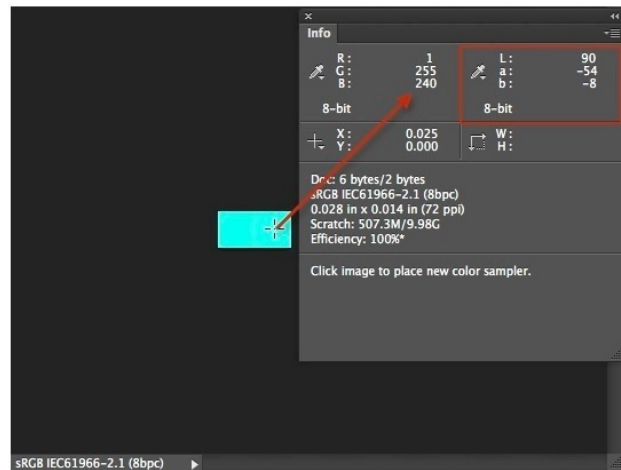 Info
R: 1 L: 90
G: 255 a: -54
B: 240 b: -8
8-bit 8-bit
X: 0.025 W:
Y: 0.000 H:
Doc: 6 bytes/2 bytes
sRGB IEC61966-2.1 (8bpc)
0.028 in x 0.014 in (72 ppi)
Scratch: 507.3M/9.98G
Efficiency: 100%*
Click image to place new color sampler.
sRGB IEC61966-2.1 (8bpc)